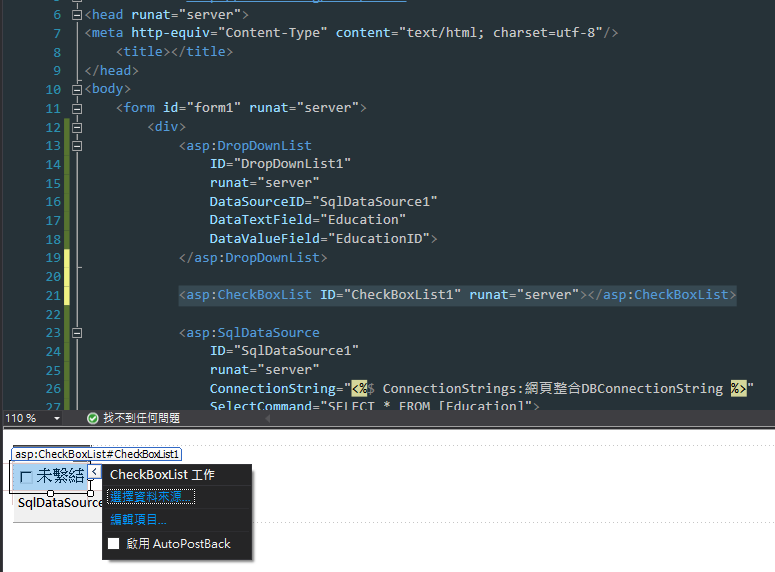 6 <head runat="server">
7 <meta http-equiv="Content-Type" content="text/html; charset=utf-8"/>
8 <title></title>
9 </head>
10 <body>
11 <form id="form1" runat="server">
12 <div>
13 <asp:DropDownList
14 ID="DropDownList1"
15 runat="server"
16 DataSourceID="SqlDataSource1"
17 DataTextField="Education"
18 DataValueField="EducationID">
19 </asp:DropDownList>
20
21 <asp:CheckBoxList ID="CheckBoxList1" runat="server"></asp:CheckBoxList>
22
23 <asp:SqlDataSource
24 ID="SqlDataSource1"
25 runat="server"
26 ConnectionString="<%$ ConnectionStrings:網頁整合DBConnectionString %>"
27 SelectCommand="SELECT * FROM [Education]">
110 % 找不到任何問題
asp:CheckBoxList#CheckBoxList1
未繫結
SqlDataSource
CheckBoxList 工作
選擇資料來源...
編輯項目...
啟用 AutoPostBack